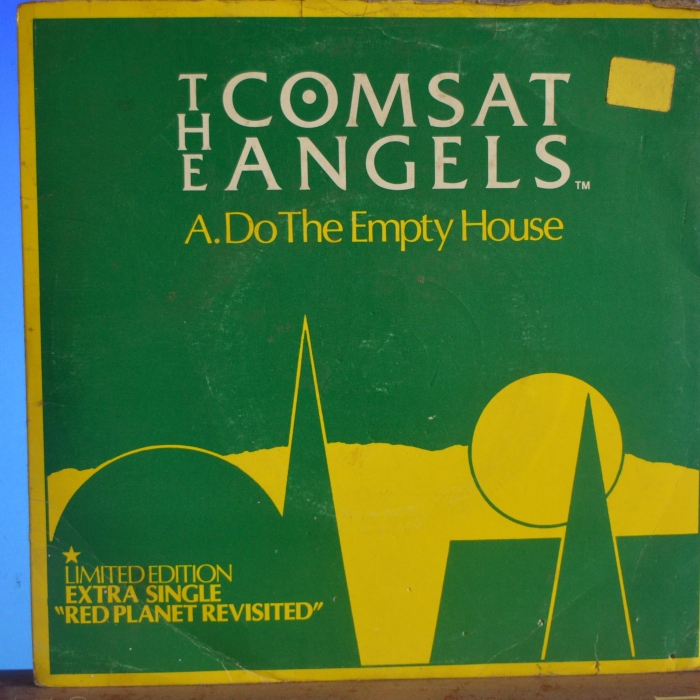 THE COMSAT
ANGELS™
A. Do The Empty House
★
LIMITED EDITION
EXTRA SINGLE
"RED PLANET REVISITED"